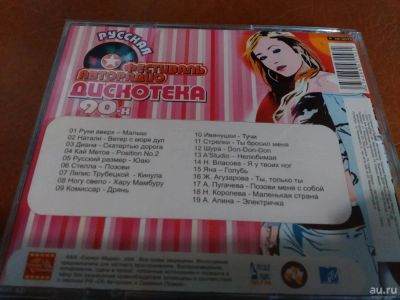 РУССКАЯ
ФЕСТИВАЛЬ
АВТОРАДИО
ДИСКОТЕКА
90-х
01 Руки вверх – Малыш
02 Натали - Ветер с моря дул
03 Диана - Скатертью дорога
04 Кай Метов - Position No.2
05 Русский размер - Юлаю
06 Стелла – Позови
07 Ляпис Трубецкой - Кинула
08 Ногу свело - Хару Мамбуру
09 Комиссар - Дрянь
10 Иванушки - Тучи
11 Стрелки - Ты бросил меня
12 Шура - Don-Don-Don
13 A'Studio – Нелюбимая
14 Н. Власова - Я у твоих ног
15 Яна – Голубь
16 Ж. Агузарова - Ты, только ты
17 А. Пугачева - Позови меня с собой
18 Н. Королева - Маленькая страна
19 А. Апина – Электричка
au.ru